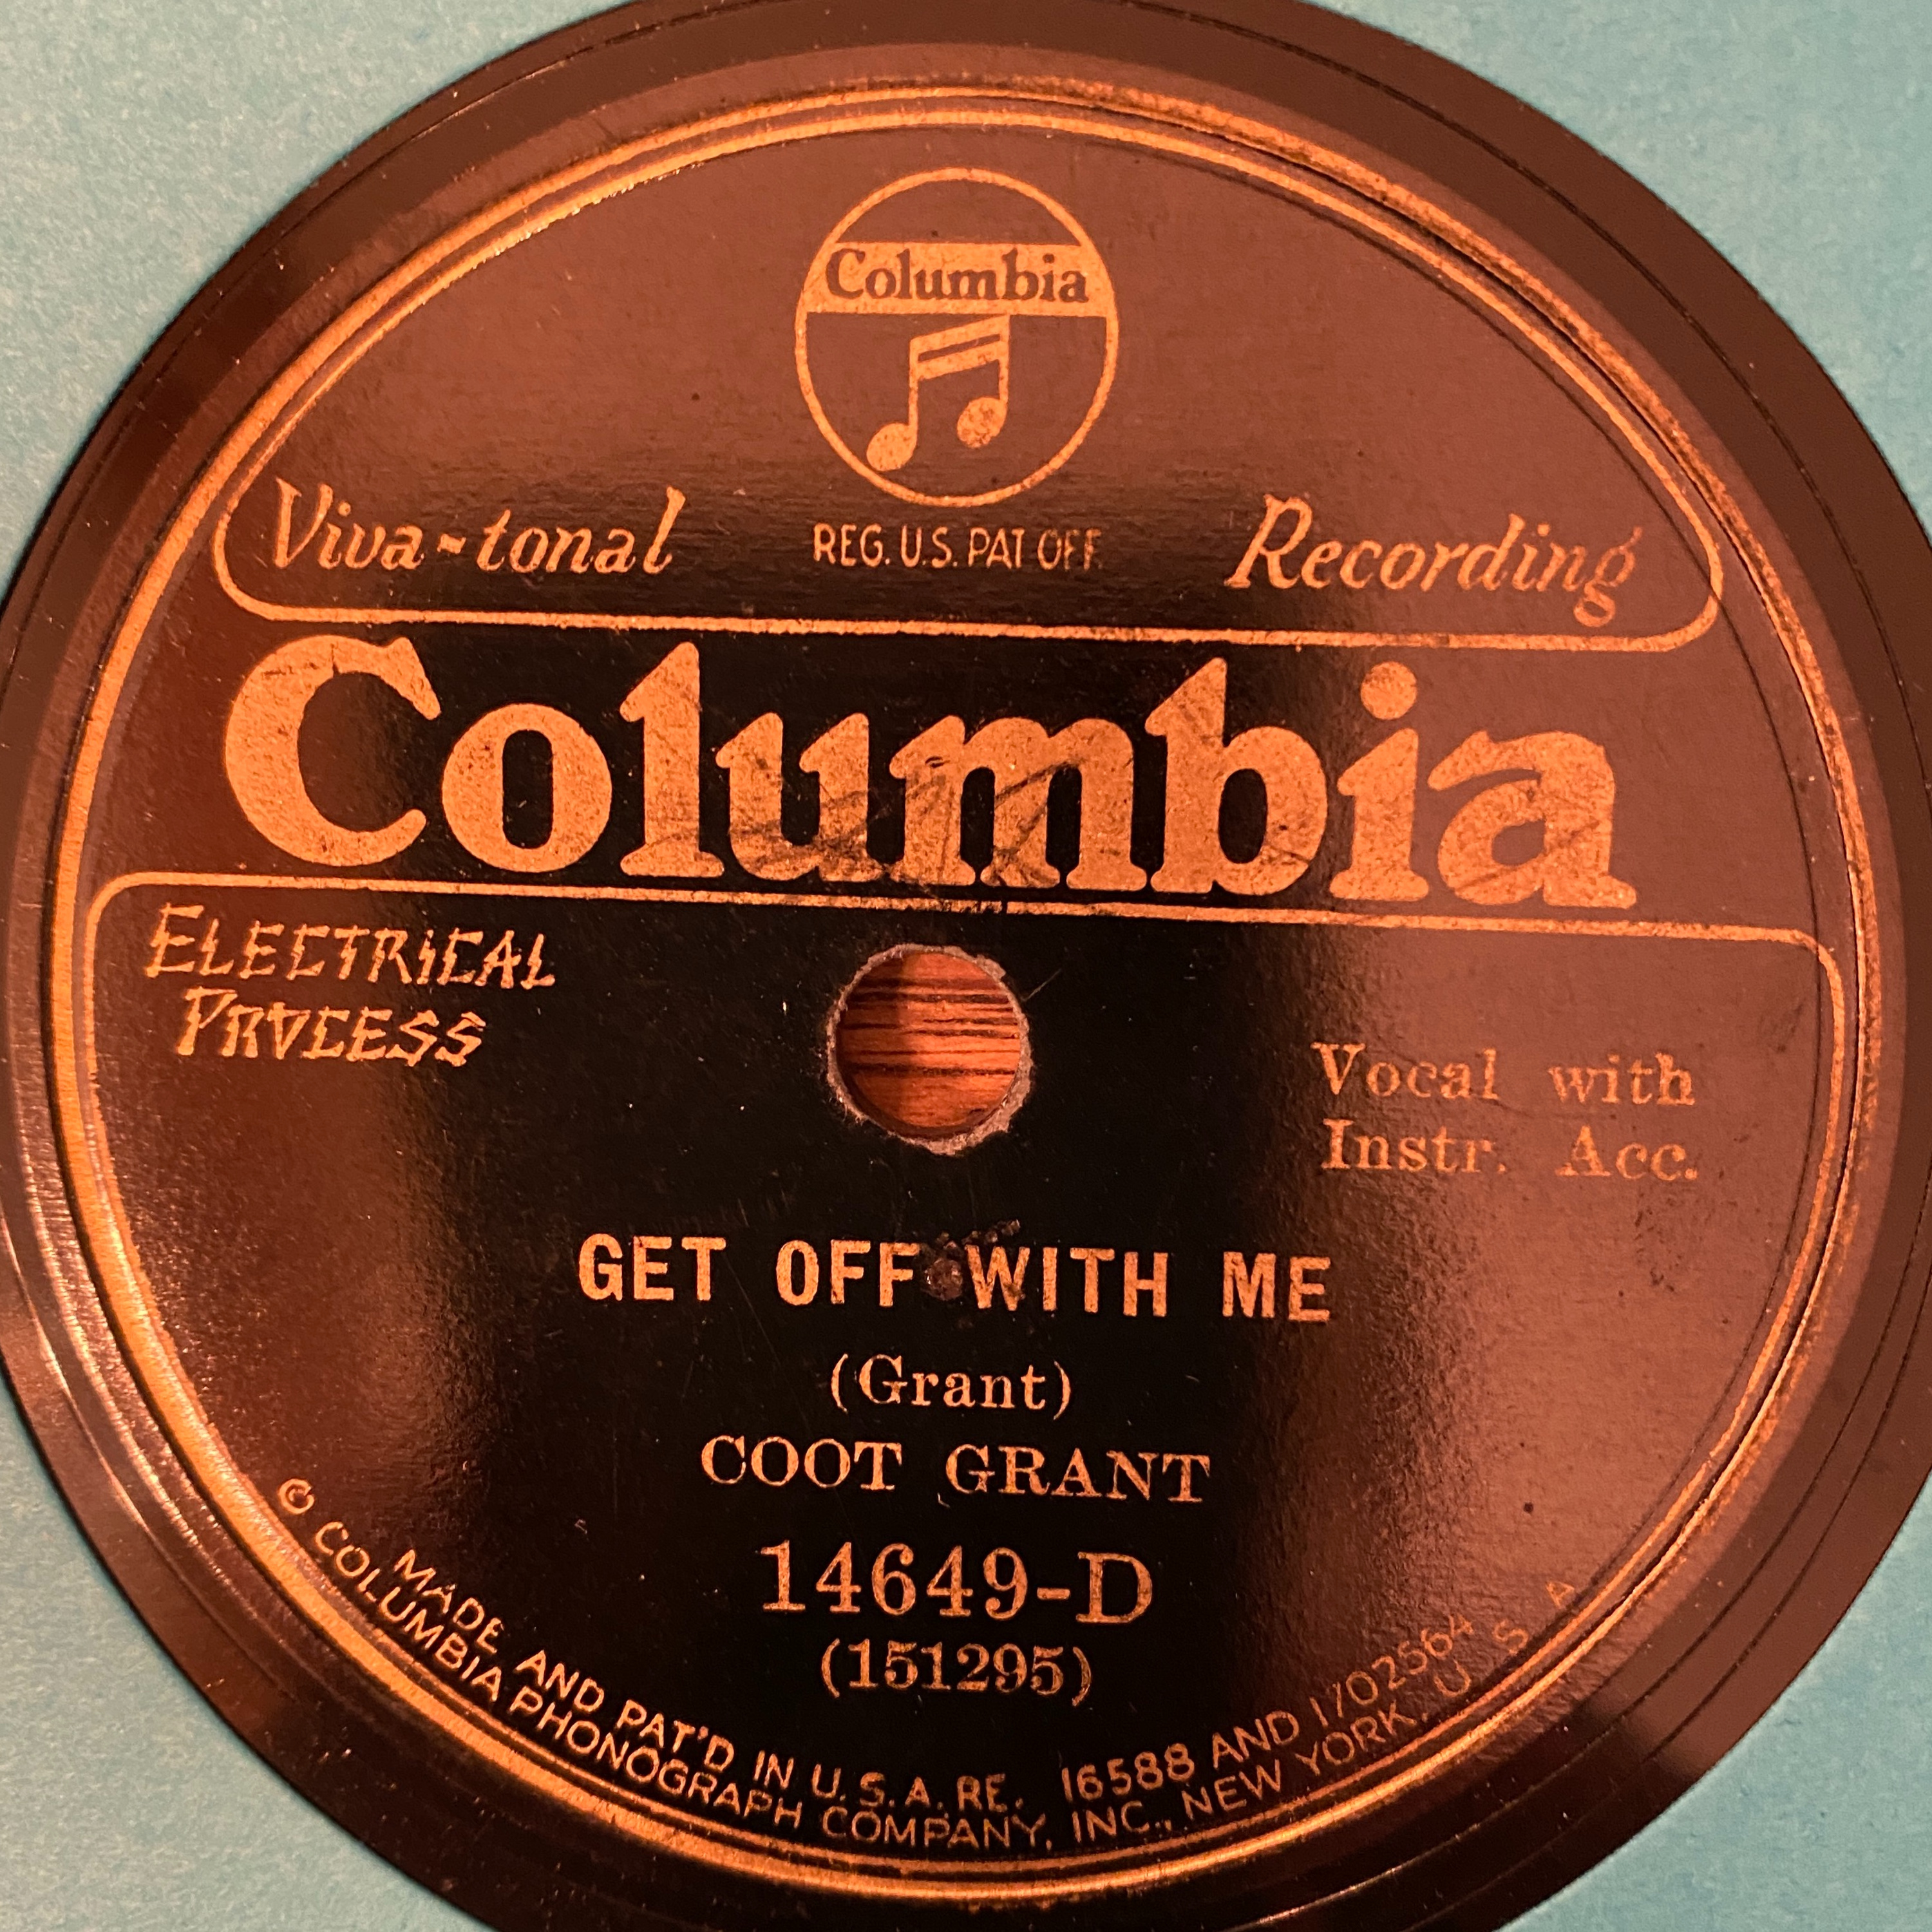 Columbia
Viva-tonal REG. U.S. PAT OFF. Recording
Columbia
ELECTRICAL
PROCESS
Vocal with
Instr. Acc.
GET OFF WITH ME
(Grant)
COOT GRANT
14649-D
(151295)
MADE AND PAT'D IN U.S.A. RE. 16588 AND 1702564
© COLUMBIA PHONOGRAPH COMPANY, INC., NEW YORK, U S A